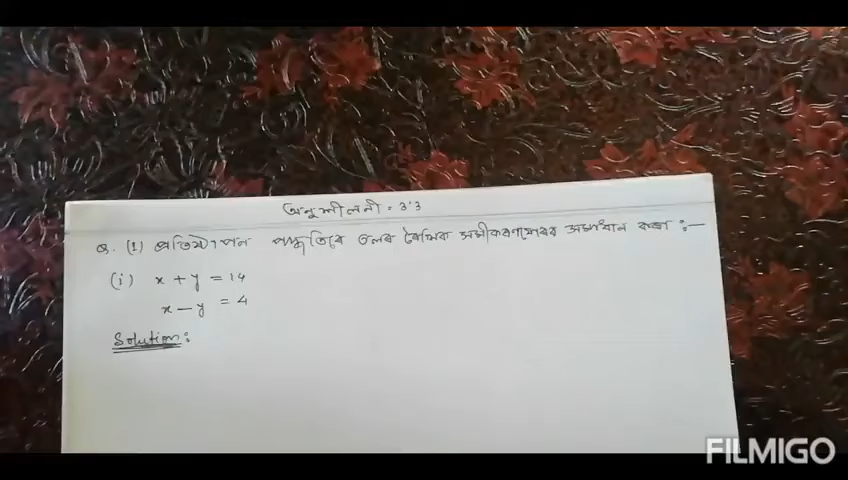 অনুশীলনী : 3'3
Q. (1) প্ৰতিস্থাপন পদ্ধতিৰে তলৰ ৰৈখিক সমীকৰণযোৰৰ সমাধান কৰা :—
(i) x + y = 14
x — y = 4
Solution:
FILMIGO